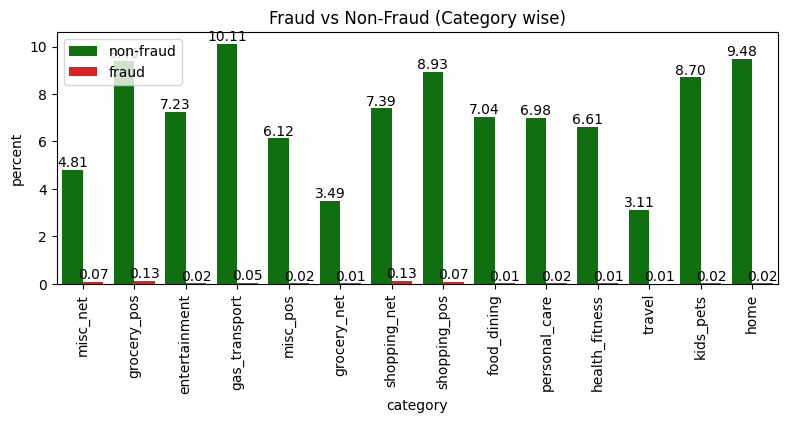 Fraud vs Non-Fraud (Category wise)
percent
10
8
6
4
2
0
non-fraud
fraud
4.81
0.07
0.13
7.23
0.02
10.11
0.05
6.12
0.02
3.49
0.01
7.39
0.13
8.93
0.07
7.04
0.01
6.98
0.02
6.61
0.01
3.11
0.01
8.70
0.02
9.48
0.02
misc_net
grocery_pos
entertainment
gas_transport
misc_pos
grocery_net
shopping_net
shopping_pos
food_dining
personal_care
health_fitness
travel
kids_pets
home
category